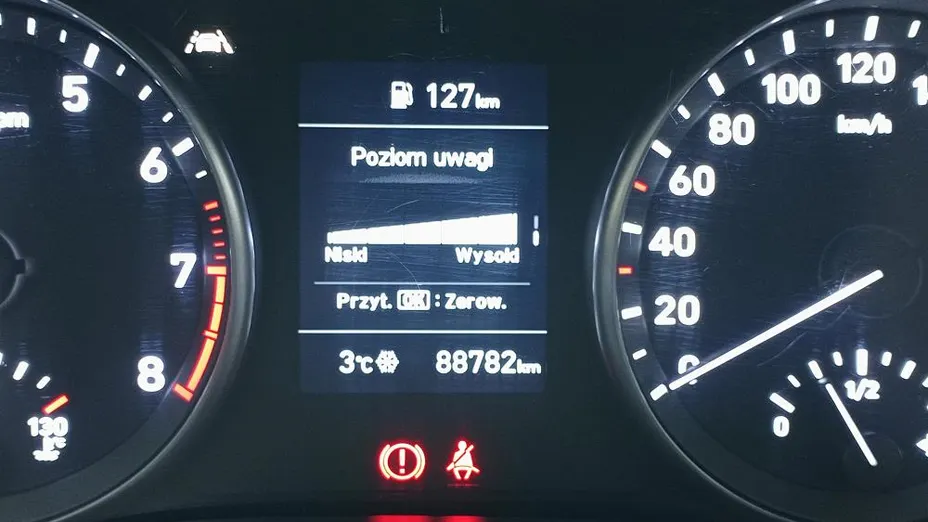 5
6
7
8
130
°C
127km
Poziom uwagi
Niski Wysoki
Przyt. OK : Zerow.
3°C 88782km
0
20
40
60
80
100
120
km/h
0
1/2